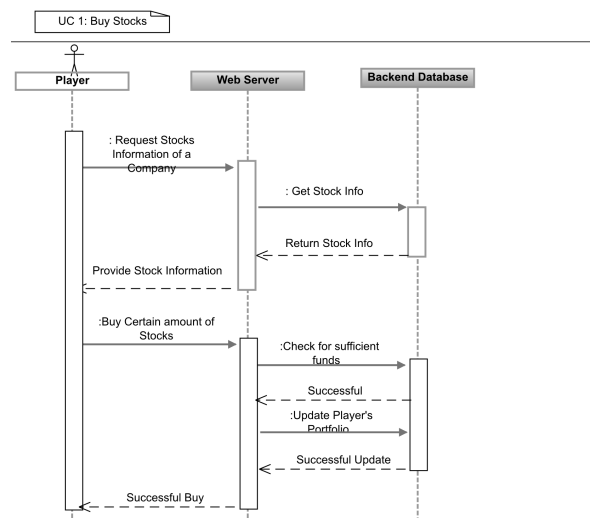 UC 1: Buy Stocks
Player
Web Server
Backend Database
: Request Stocks
Information of a
Company
: Get Stock Info
Return Stock Info
Provide Stock Information
:Buy Certain amount of
Stocks
:Check for sufficient
funds
Successful
:Update Player's
Portfolio
Successful Update
Successful Buy